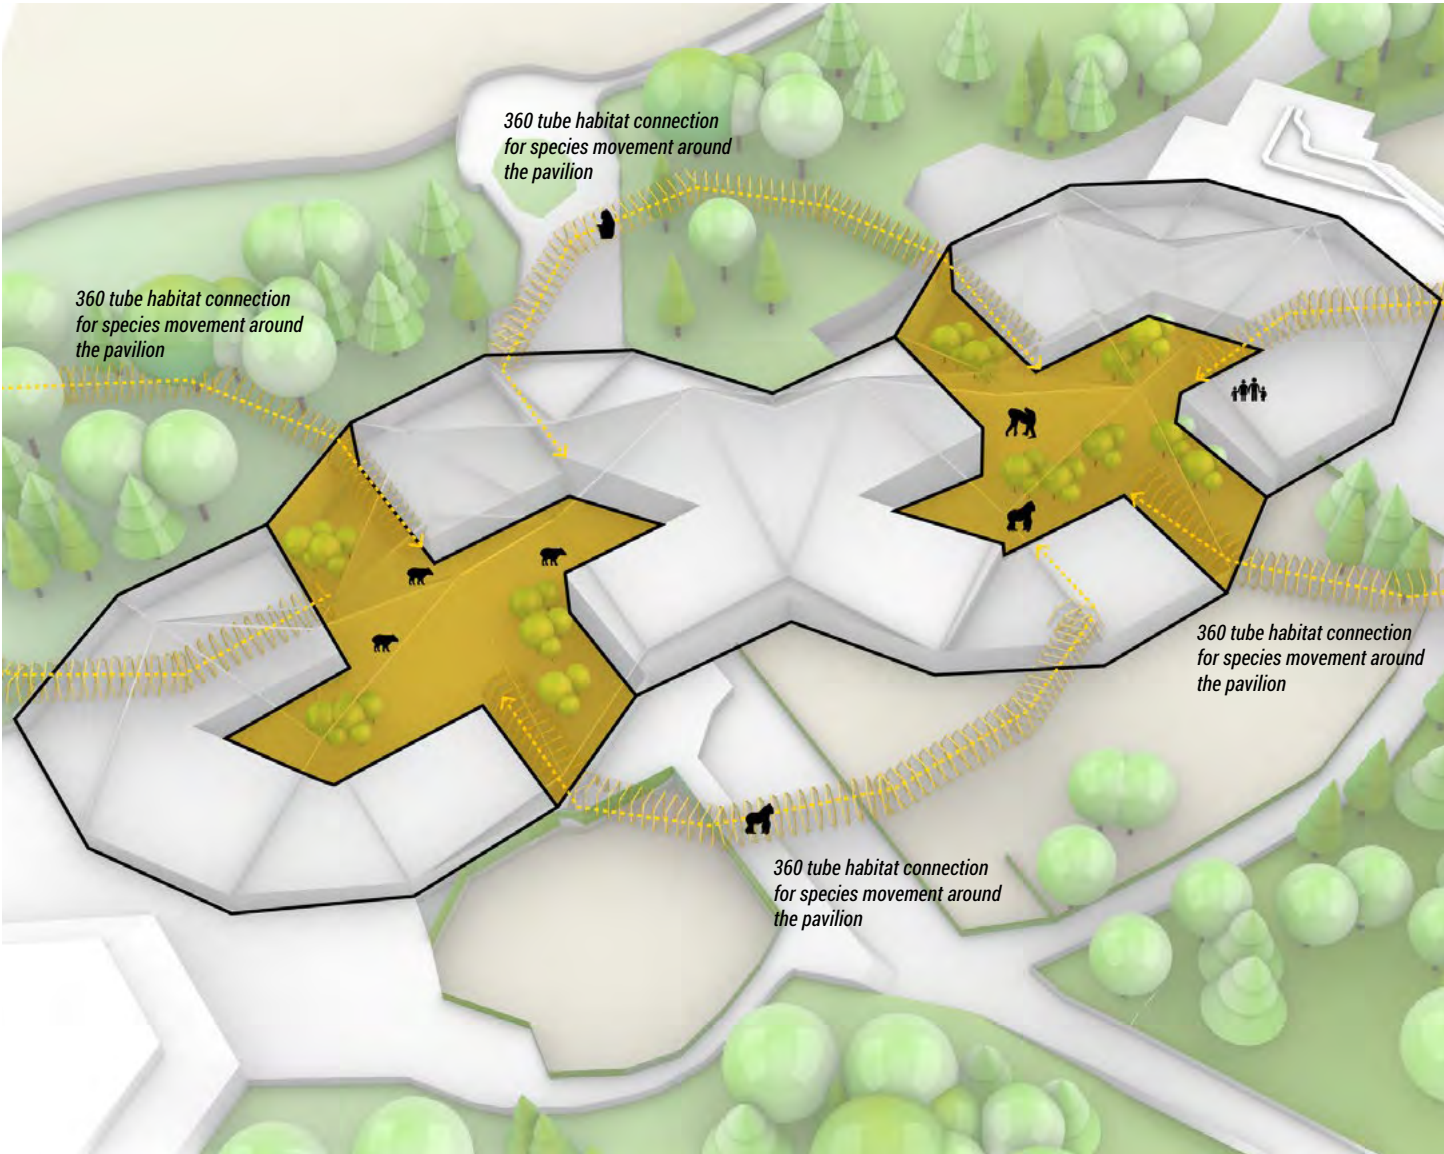 360 tube habitat connection
for species movement around
the pavilion
360 tube habitat connection
for species movement around
the pavilion
360 tube habitat connection
for species movement around
the pavilion
360 tube habitat connection
for species movement around
the pavilion